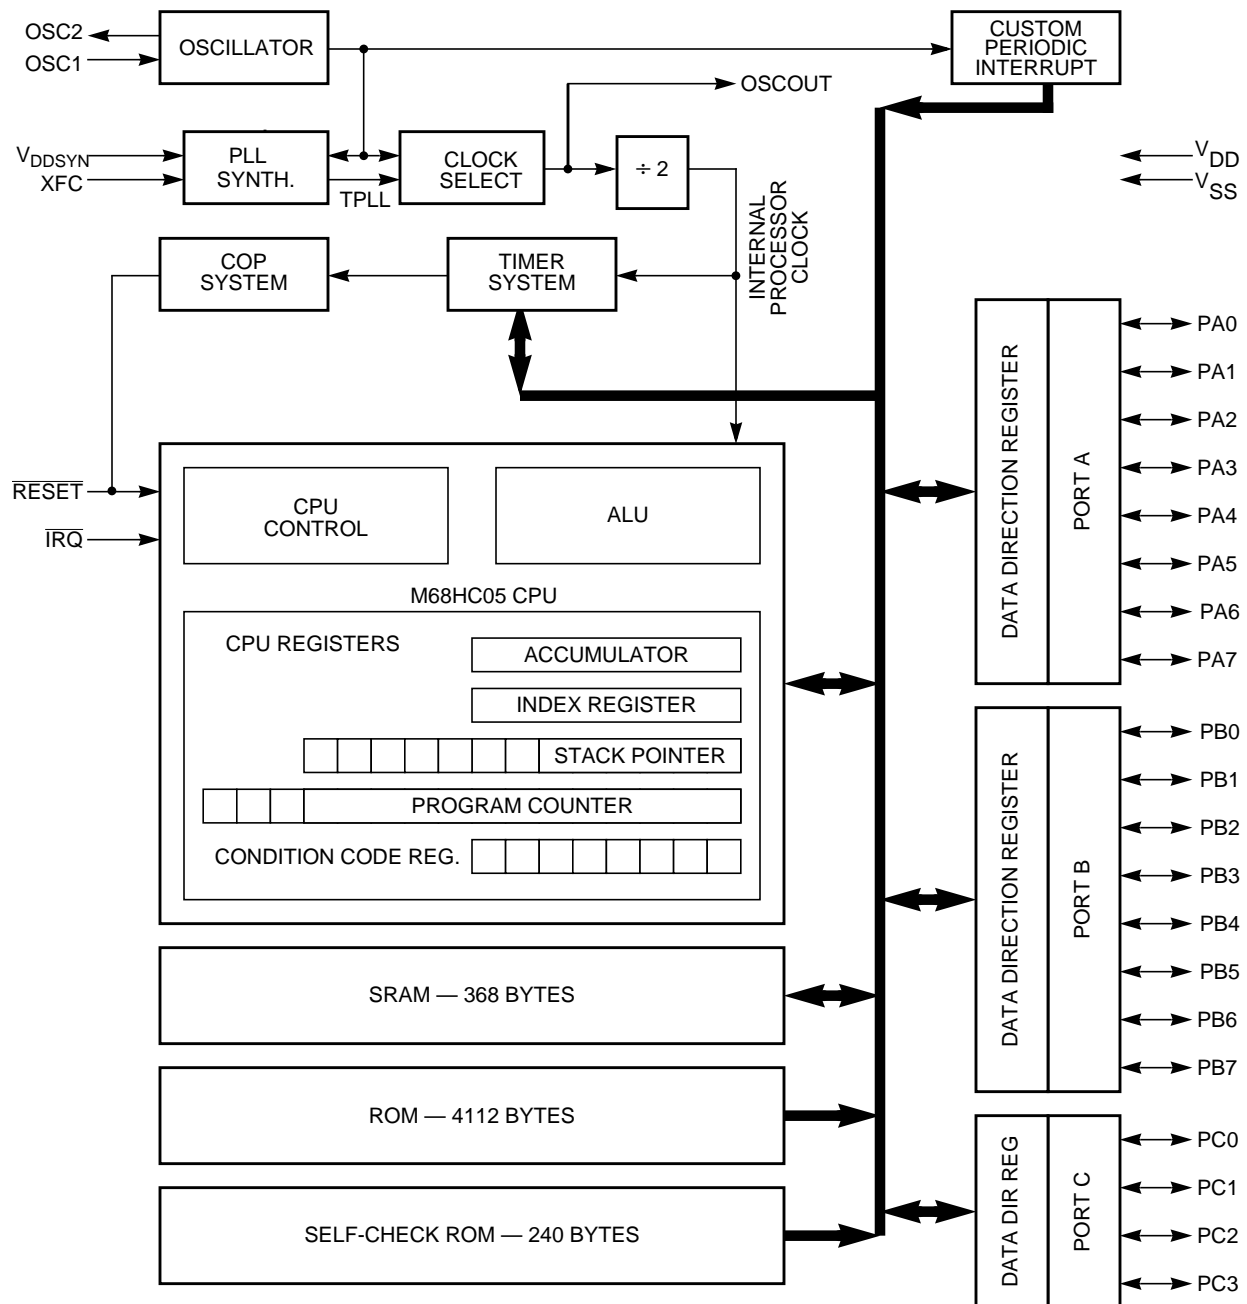 OSC2
OSC1
OSCILLATOR
CUSTOM
PERIODIC
INTERRUPT
OSCOUT
VDDSYN
XFC
PLL
SYNTH.
TPLL
CLOCK
SELECT
÷ 2
VDD
VSS
INTERNAL
PROCESSOR
CLOCK
COP
SYSTEM
TIMER
SYSTEM
RESET
IRQ
CPU
CONTROL
ALU
M68HC05 CPU
CPU REGISTERS
ACCUMULATOR
INDEX REGISTER
STACK POINTER
PROGRAM COUNTER
CONDITION CODE REG.
SRAM — 368 BYTES
ROM — 4112 BYTES
SELF-CHECK ROM — 240 BYTES
DATA DIRECTION REGISTER
PORT A
PA0
PA1
PA2
PA3
PA4
PA5
PA6
PA7
DATA DIRECTION REGISTER
PORT B
PB0
PB1
PB2
PB3
PB4
PB5
PB6
PB7
DATA DIR REG
PORT C
PC0
PC1
PC2
PC3